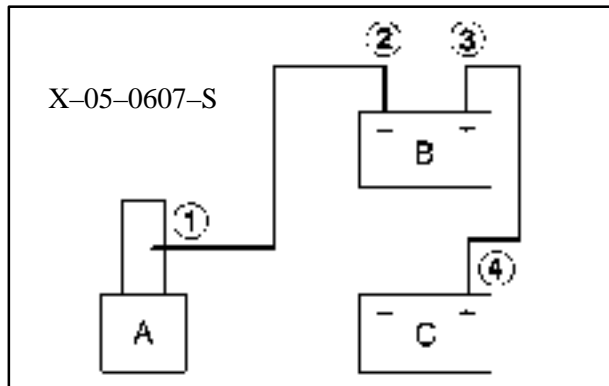 ② ③
X–05–0607–S
– + 
B
①
④
A
– +
C